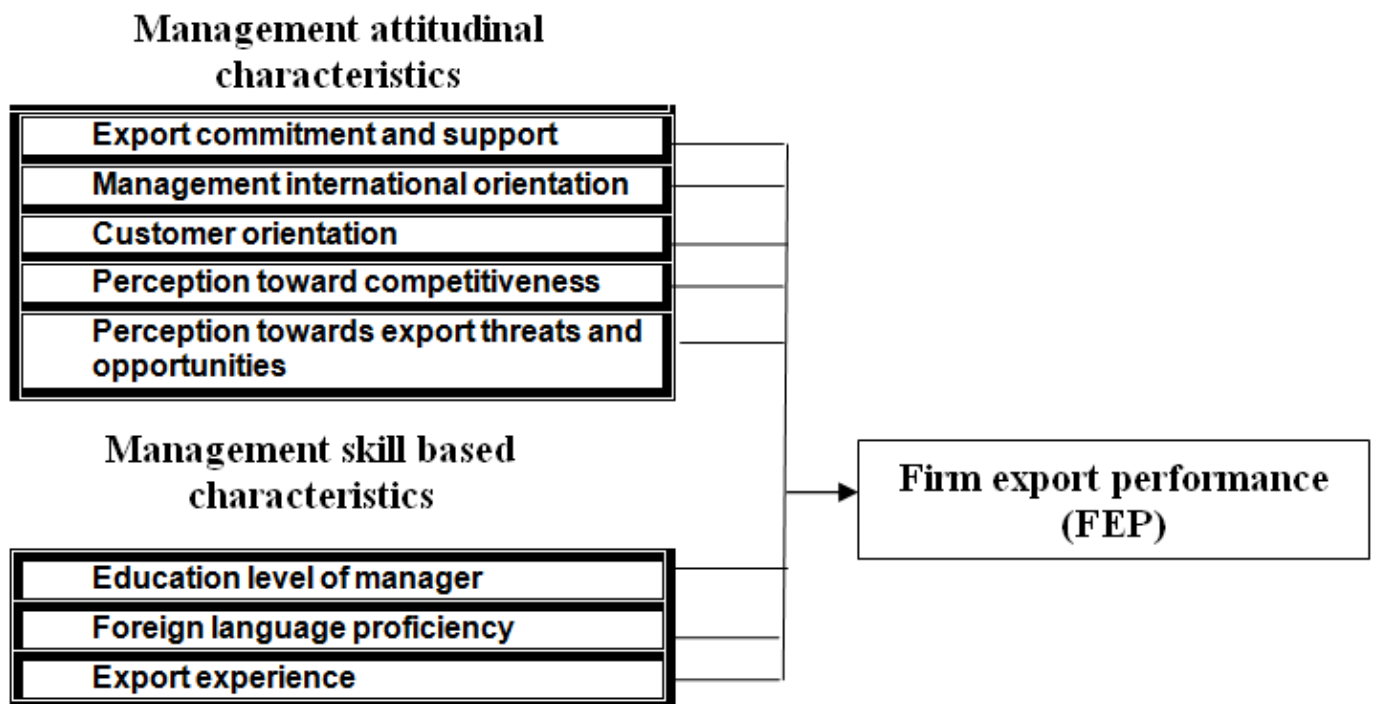 Management attitudinal
characteristics
Export commitment and support
Management international orientation
Customer orientation
Perception toward competitiveness
Perception towards export threats and
opportunities
Management skill based
characteristics
Education level of manager
Foreign language proficiency
Export experience
Firm export performance
(FEP)